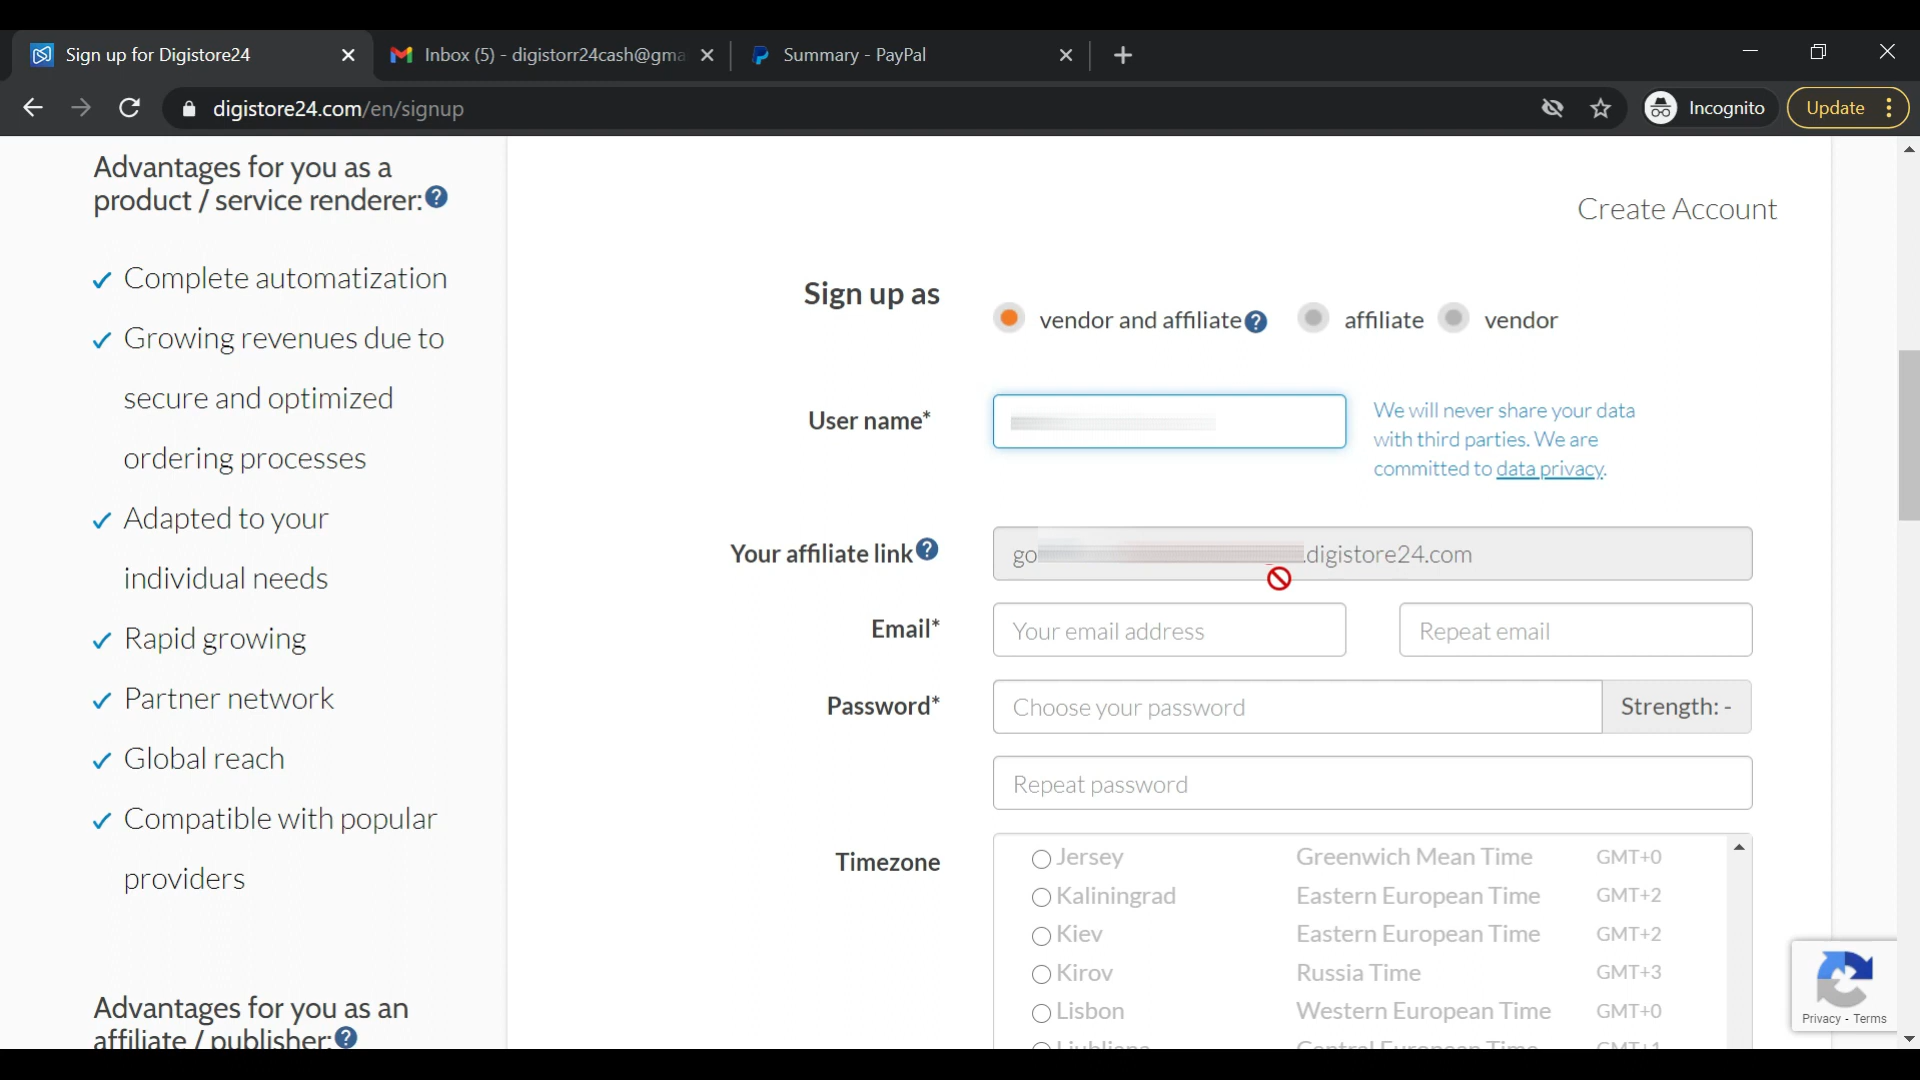 Sign up for Digistore24
Inbox (5) - digistorr24cash@gma
Summary - PayPal
digistore24.com/en/signup
Incognito
Update
Advantages for you as a
product / service renderer:
Complete automatization
Growing revenues due to
secure and optimized
ordering processes
Adapted to your
individual needs
Rapid growing
Partner network
Global reach
Compatible with popular
providers
Advantages for you as an
affiliate / publisher:
Create Account
Sign up as
vendor and affiliate
affiliate
vendor
User name*
We will never share your data
with third parties. We are
committed to data privacy.
Your affiliate link
go
.digistore24.com
Email*
Your email address
Repeat email
Password*
Choose your password
Strength: -
Repeat password
Timezone
Jersey Greenwich Mean Time GMT+0
Kaliningrad Eastern European Time GMT+2
Kiev Eastern European Time GMT+2
Kirov Russia Time GMT+3
Lisbon Western European Time GMT+0
Ljubljana Central European Time GMT+1
Privacy - Terms